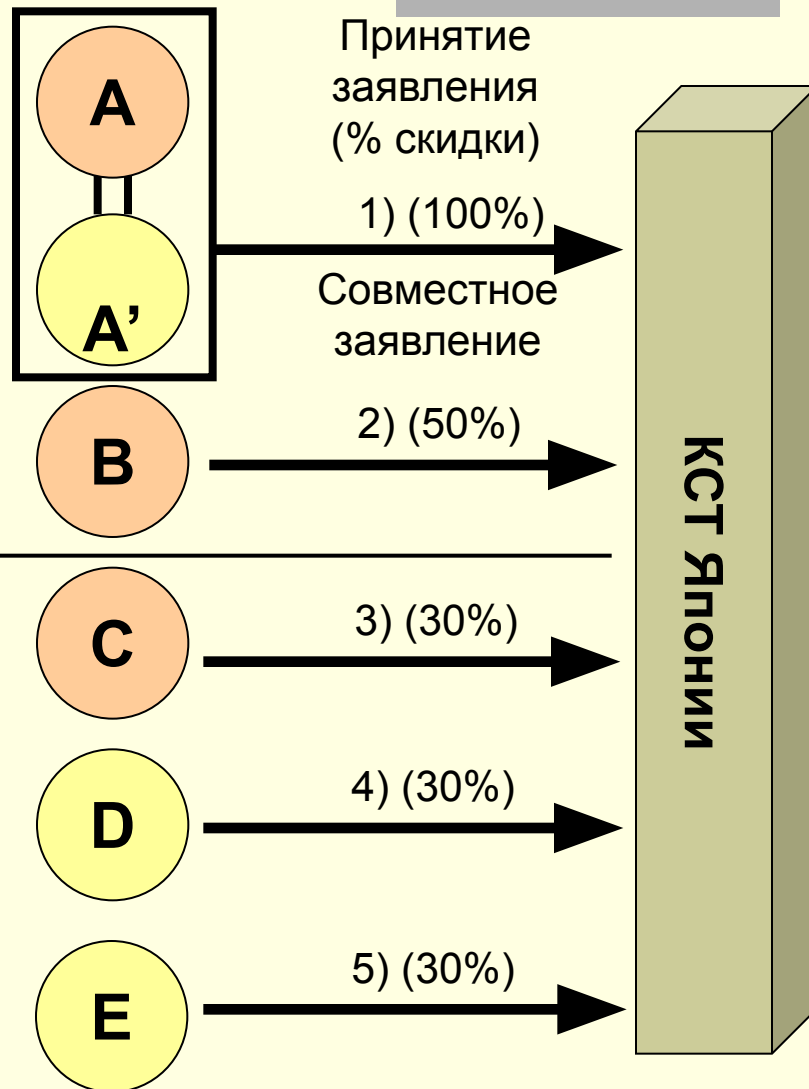 Принятие
заявления
(% скидки)
A
1) (100%)
Совместное
заявление
A’
B
2) (50%)
C
3) (30%)
D
4) (30%)
E
5) (30%)
КСТ Японии